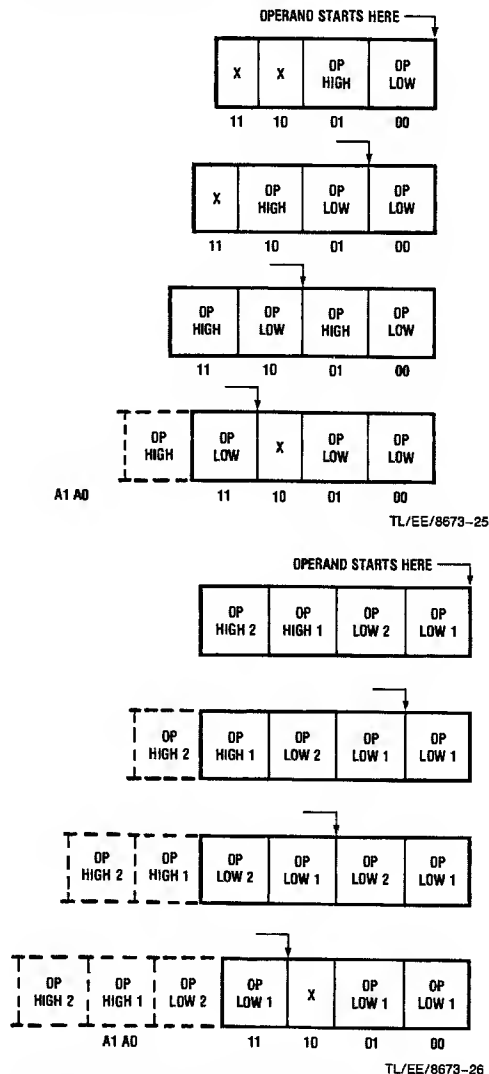 OPERAND STARTS HERE
X X OP HIGH OP LOW
11 10 01 00
X OP HIGH OP LOW OP LOW
11 10 01 00
OP HIGH OP LOW OP HIGH OP LOW
11 10 01 00
OP HIGH OP LOW X OP LOW OP LOW
A1 A0 11 10 01 00
TL/EE/8673-25
OPERAND STARTS HERE
OP HIGH 2 OP HIGH 1 OP LOW 2 OP LOW 1
OP HIGH 2 OP HIGH 1 OP LOW 2 OP LOW 1 OP LOW 1
OP HIGH 2 OP HIGH 1 OP LOW 2 OP LOW 1 OP LOW 2 OP LOW 1
OP HIGH 2 OP HIGH 1 OP LOW 2 OP LOW 1 X OP LOW 1 OP LOW 1
A1 A0 11 10 01 00
TL/EE/8673-26